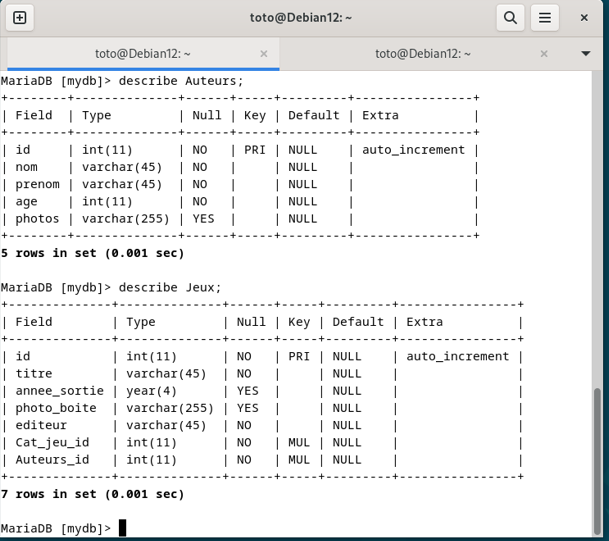 toto@Debian12: ~
toto@Debian12: ~
toto@Debian12: ~
MariaDB [mydb]> describe Auteurs;
+--------+--------------+------+-----+---------+----------------+
| Field  | Type         | Null | Key | Default | Extra          |
+--------+--------------+------+-----+---------+----------------+
| id     | int(11)      | NO   | PRI | NULL    | auto_increment |
| nom    | varchar(45)  | NO   |     | NULL    |                |
| prenom | varchar(45)  | NO   |     | NULL    |                |
| age    | int(11)      | NO   |     | NULL    |                |
| photos | varchar(255) | YES  |     | NULL    |                |
+--------+--------------+------+-----+---------+----------------+
5 rows in set (0.001 sec)
MariaDB [mydb]> describe Jeux;
+--------------+--------------+------+-----+---------+----------------+
| Field        | Type         | Null | Key | Default | Extra          |
+--------------+--------------+------+-----+---------+----------------+
| id           | int(11)      | NO   | PRI | NULL    | auto_increment |
| titre        | varchar(45)  | NO   |     | NULL    |                |
| annee_sortie | year(4)      | YES  |     | NULL    |                |
| photo_boite  | varchar(255) | YES  |     | NULL    |                |
| editeur      | varchar(45)  | NO   |     | NULL    |                |
| Cat_jeu_id   | int(11)      | NO   | MUL | NULL    |                |
| Auteurs_id   | int(11)      | NO   | MUL | NULL    |                |
+--------------+--------------+------+-----+---------+----------------+
7 rows in set (0.001 sec)
MariaDB [mydb]>